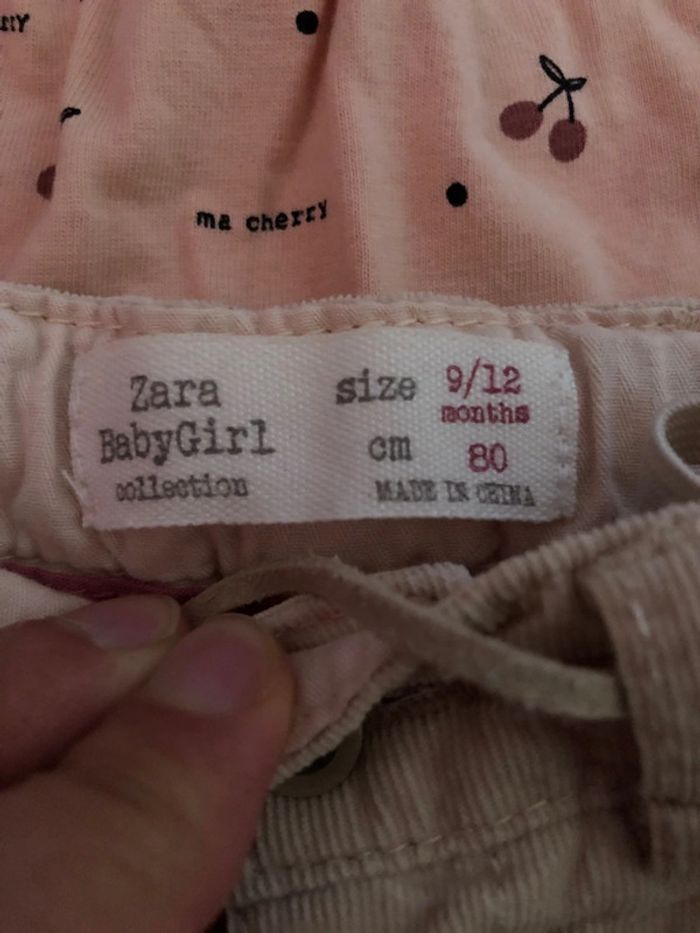 ma cherry
Zara
BabyGirl
collection
size 9/12
months
cm 80
MADE IN CHINA